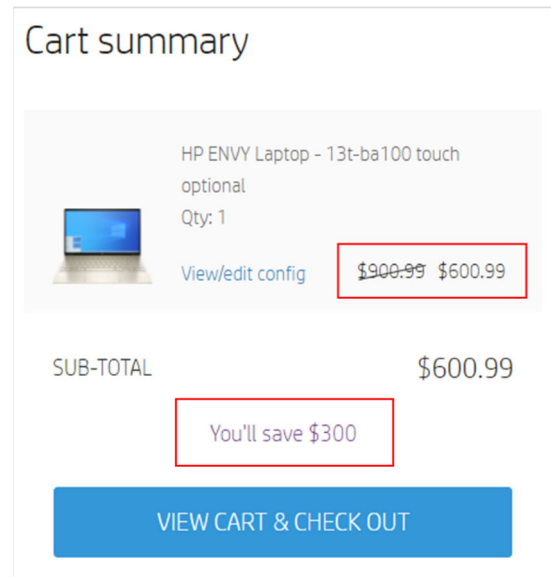 Cart summary
HP ENVY Laptop - 13t-ba100 touch
optional
Qty: 1
View/edit config $900.99 $600.99
SUB-TOTAL $600.99
You'll save $300
VIEW CART & CHECK OUT